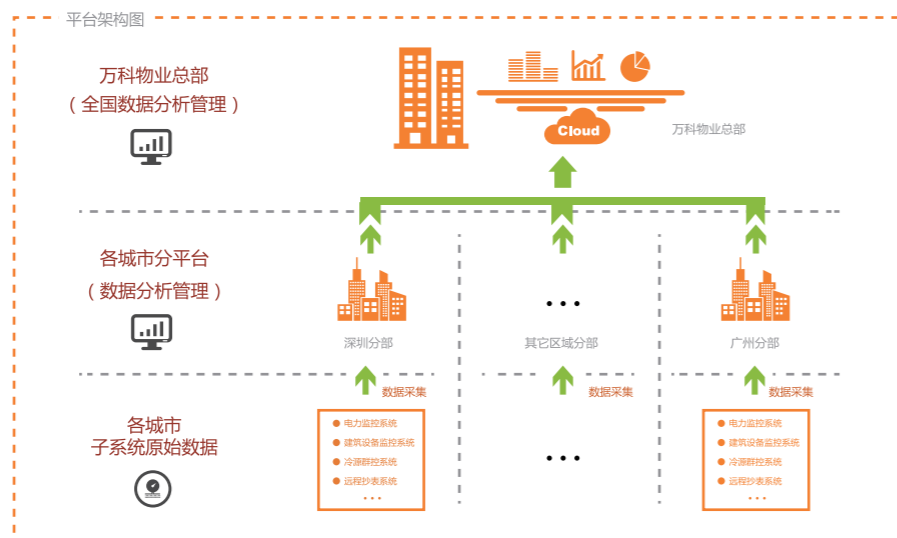 平台架构图
万科物业总部
（全国数据分析管理）
Cloud
万科物业总部
各城市分平台
（数据分析管理）
...
深圳分部
其它区域分部
广州分部
数据采集
数据采集
数据采集
各城市
子系统原始数据
电力监控系统
建筑设备监控系统
冷源群控系统
远程抄表系统
...
...
电力监控系统
建筑设备监控系统
冷源群控系统
远程抄表系统
...